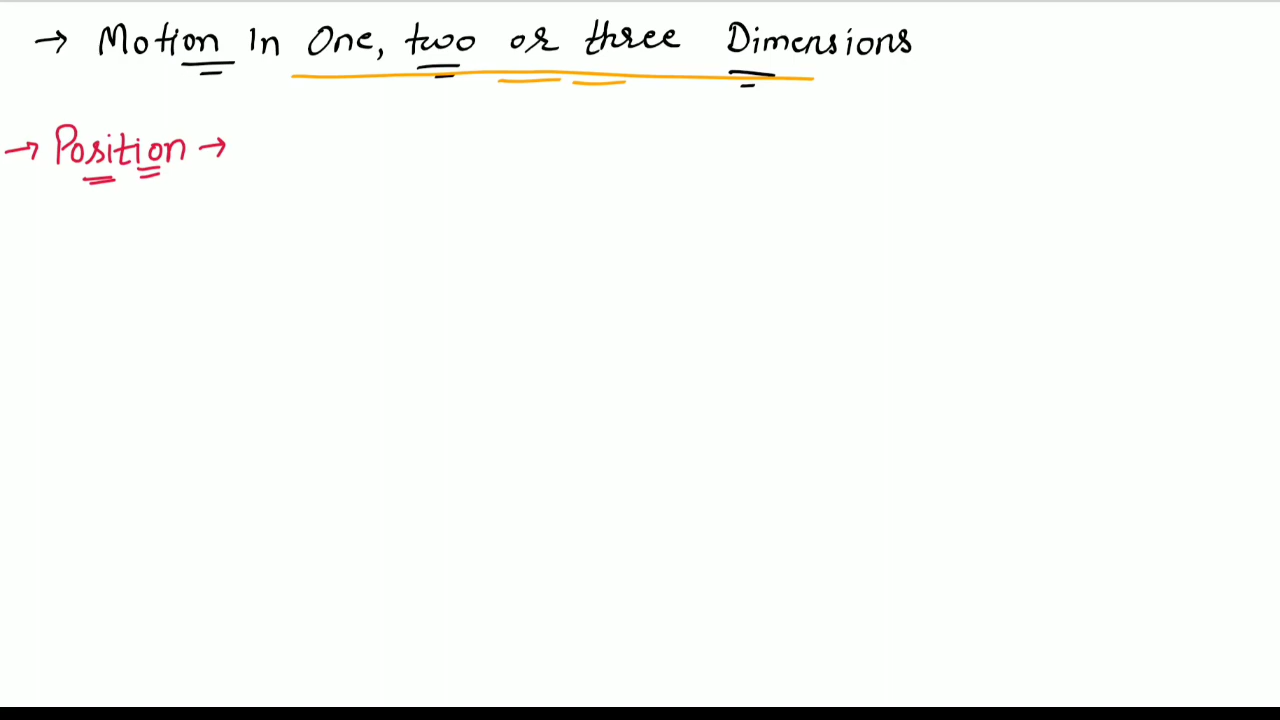 → Motion In One, two or three Dimensions
→ Position →